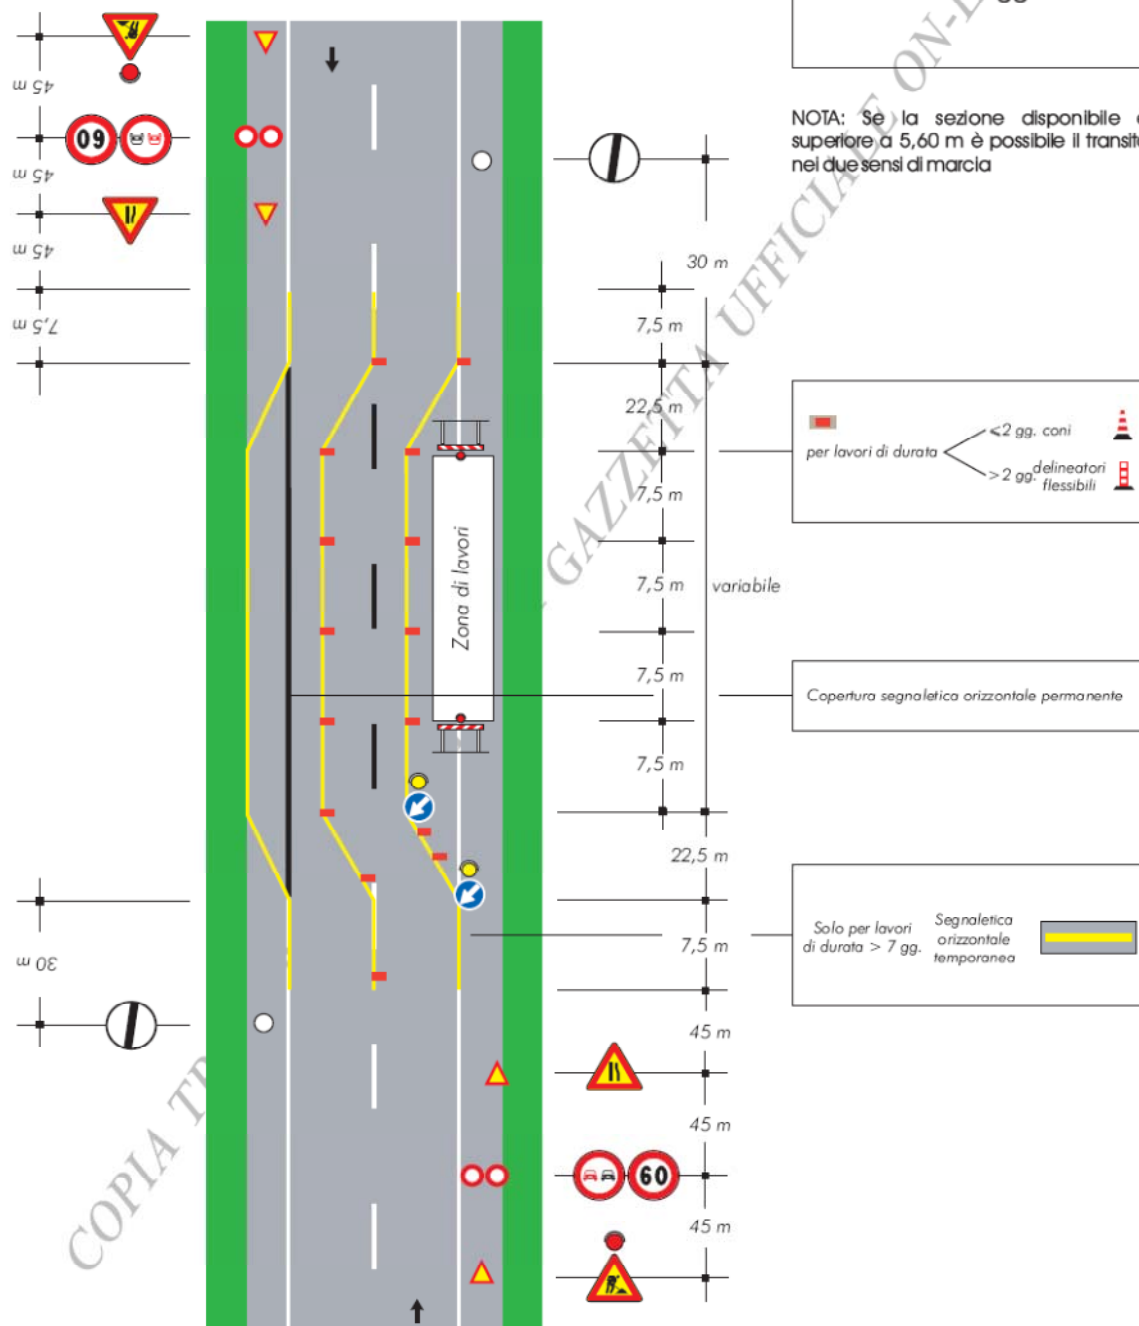 NOTA: Se la sezione disponibile è
superiore a 5,60 m è possibile il transito
nei due sensi di marcia
45 m
60
45 m
45 m
7,5 m
30 m
7,5 m
22,5 m
7,5 m
7,5 m
7,5 m
7,5 m
variabile
22,5 m
7,5 m
45 m
45 m
45 m
60
30 m
Zona di lavori
per lavori di durata
≤2 gg. coni
>2 gg. delineatori
flessibili
Copertura segnaletica orizzontale permanente
Solo per lavori
di durata > 7 gg.
Segnaletica
orizzontale
temporanea
COPIA
GAZZETTA UFFICIALE ON-